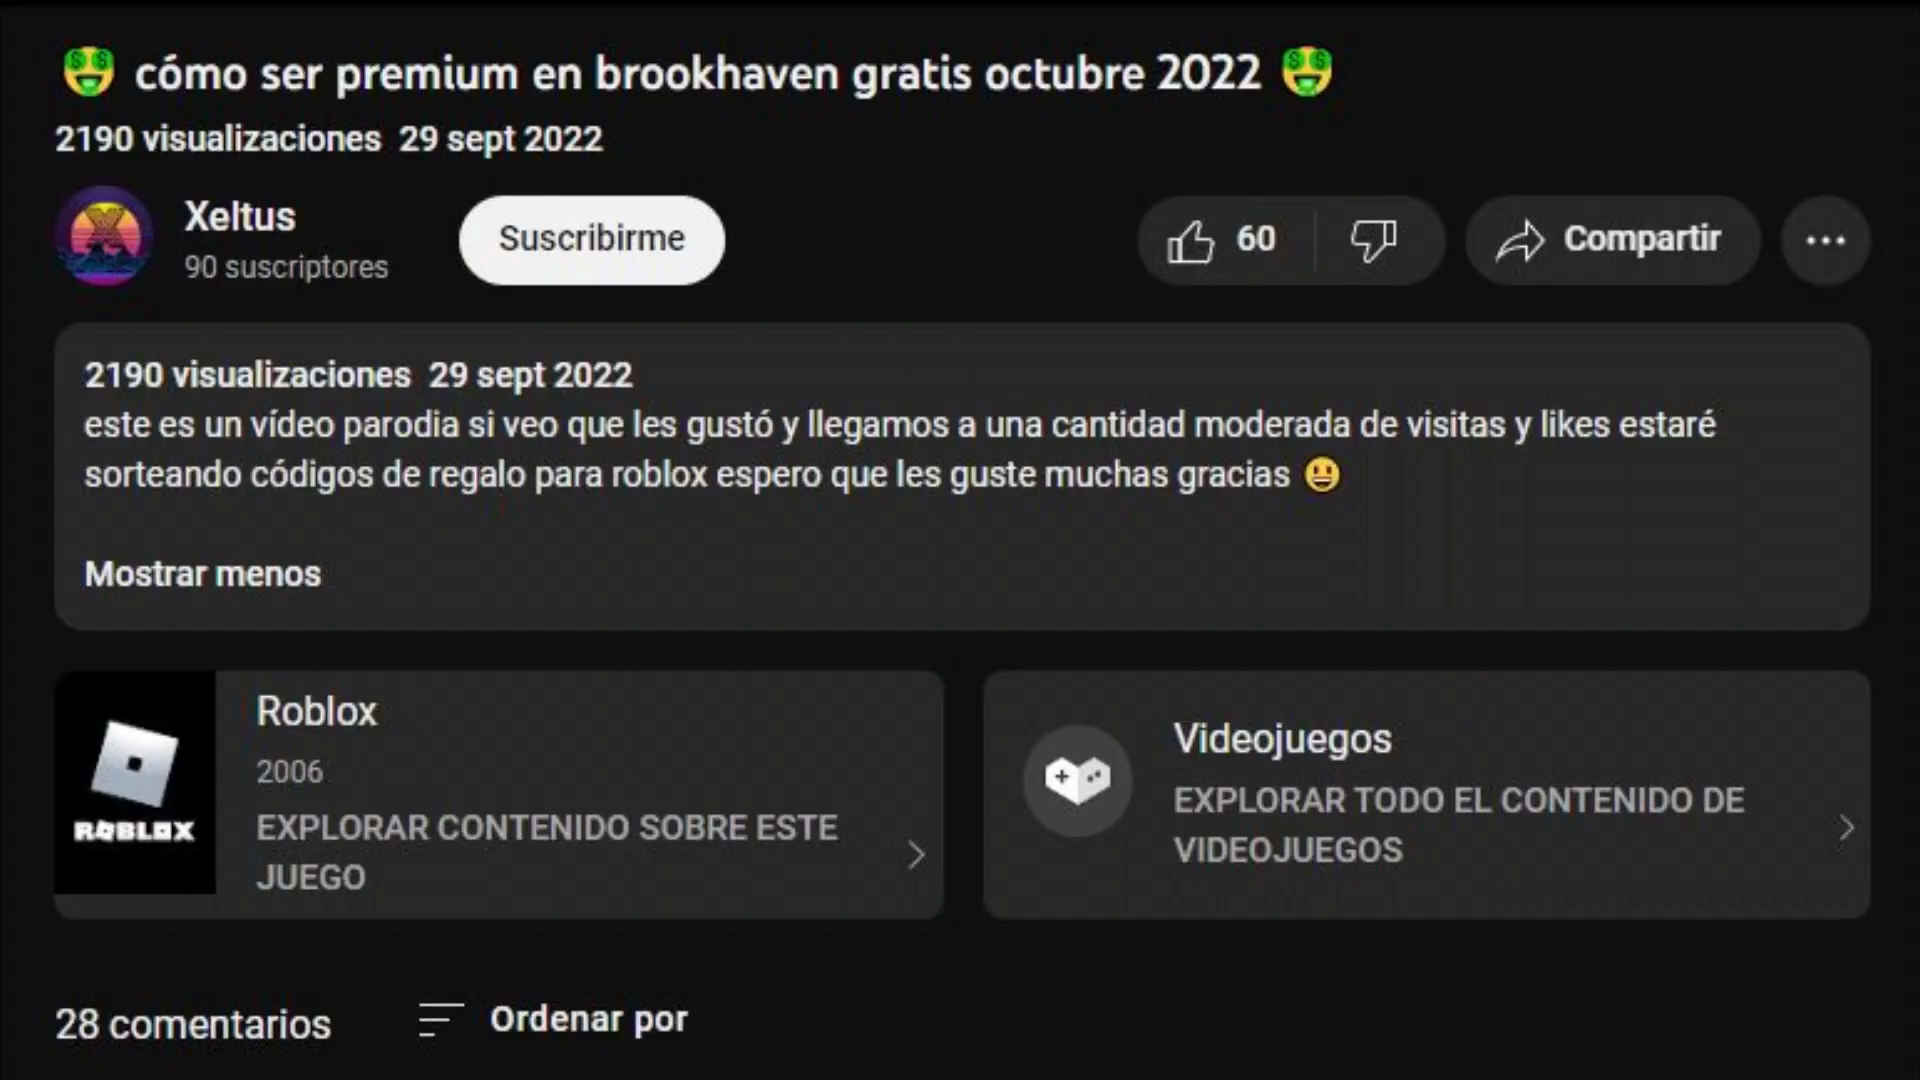 🤑 cómo ser premium en brookhaven gratis octubre 2022 🤑
2190 visualizaciones 29 sept 2022
Xeltus
90 suscriptores
Suscribirme
60
Compartir
2190 visualizaciones 29 sept 2022
este es un vídeo parodia si veo que les gustó y llegamos a una cantidad moderada de visitas y likes estaré
sorteando códigos de regalo para roblox espero que les guste muchas gracias 😃
Mostrar menos
ROBLOX
Roblox
2006
EXPLORAR CONTENIDO SOBRE ESTE
JUEGO
Videojuegos
EXPLORAR TODO EL CONTENIDO DE
VIDEOJUEGOS
28 comentarios
Ordenar por